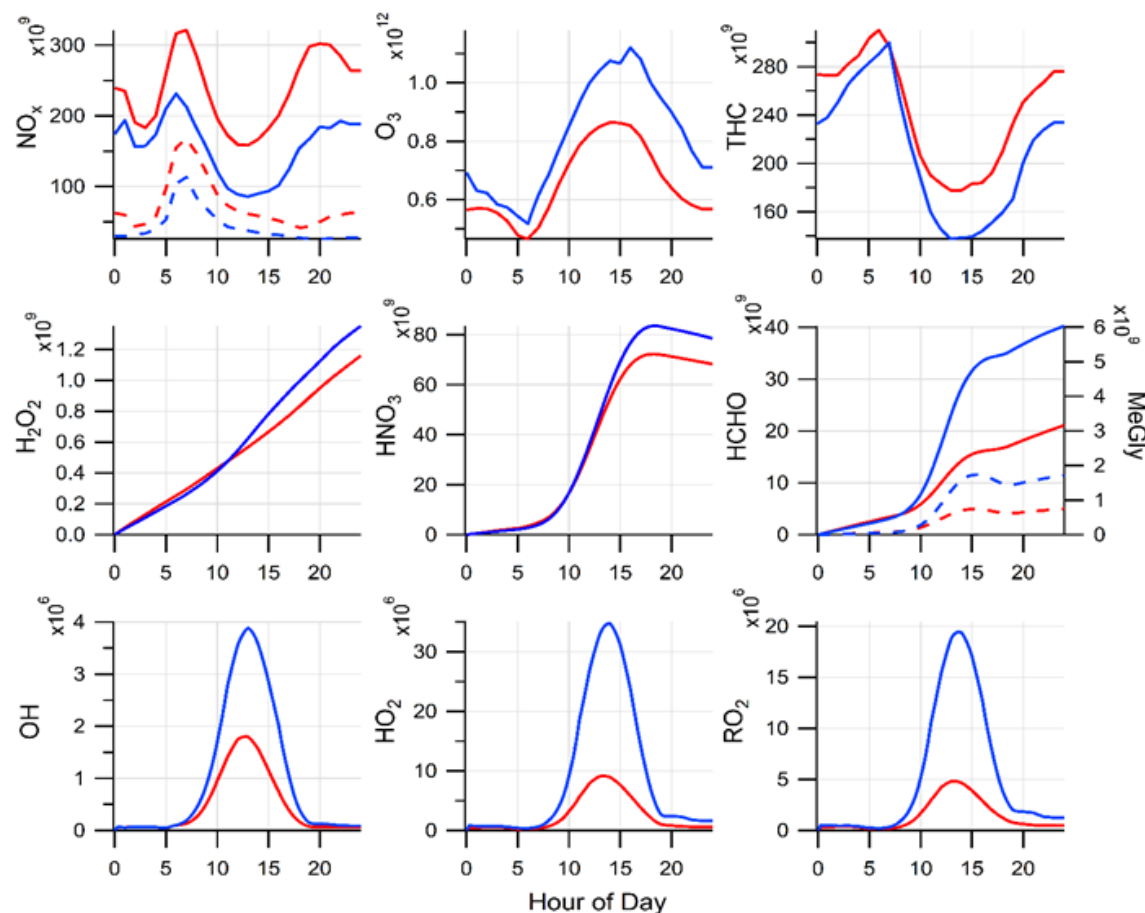 x10⁹
NOₓ
300
200
100
0 5 10 15 20
x10¹²
O₃
1.0
0.8
0.6
0 5 10 15 20
x10⁹
THC
280
240
200
160
0 5 10 15 20
x10⁹
H₂O₂
1.2
1.0
0.8
0.6
0.4
0.2
0.0
0 5 10 15 20
x10⁹
HNO₃
80
60
40
20
0
0 5 10 15 20
x10⁹
HCHO
40
30
20
10
0
0 5 10 15 20
x10⁹
MeGly
6
5
4
3
2
1
0
x10⁶
OH
4
3
2
1
0
0 5 10 15 20
x10⁶
HO₂
30
20
10
0
0 5 10 15 20
x10⁶
RO₂
20
15
10
5
0
0 5 10 15 20
Hour of Day